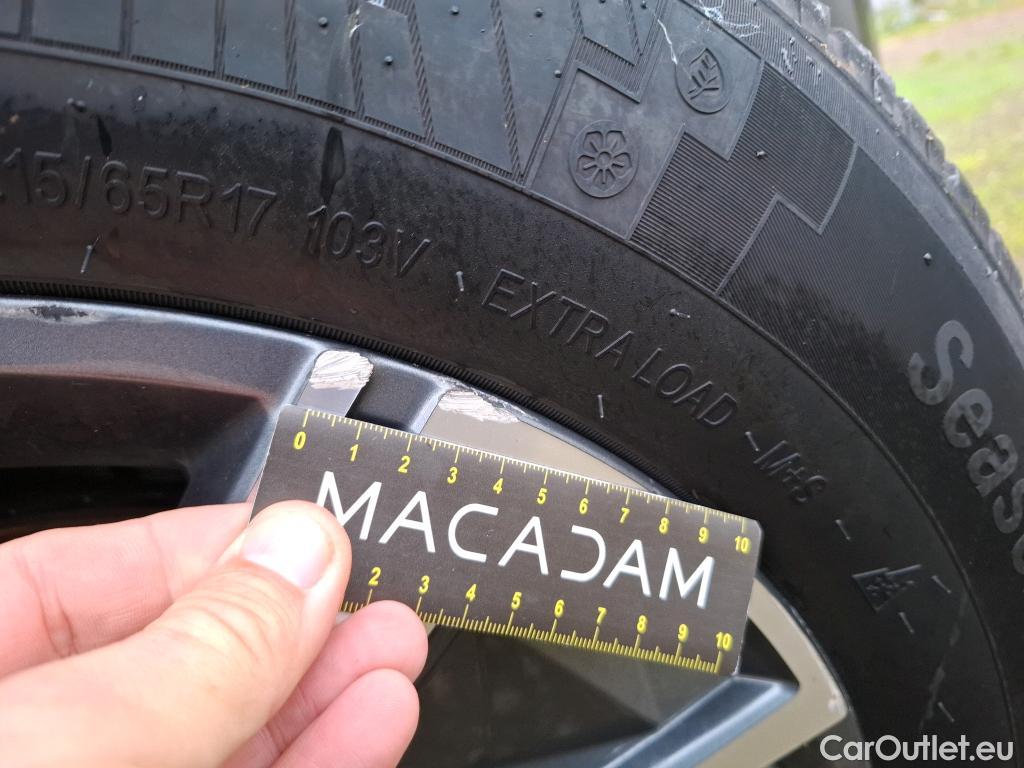 15/65R17 103V
EXTRA LOAD
M+S
Seaso
0 1 2 3 4 5 6 7 8 9 10
MACADAM
2 3 4 5 6 7 8 9 10
CarOutlet.eu